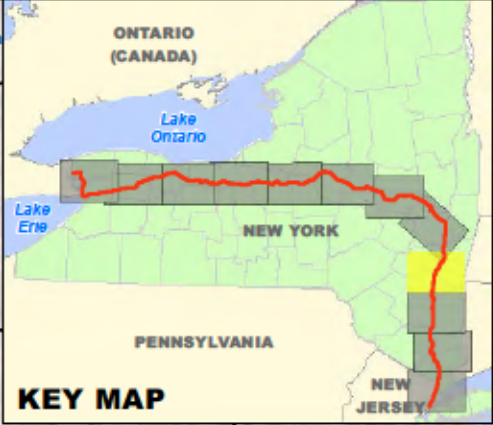 ONTARIO
(CANADA)
Lake
Ontario
Lake
Erie
NEW YORK
PENNSYLVANIA
NEW
JERSEY
KEY MAP